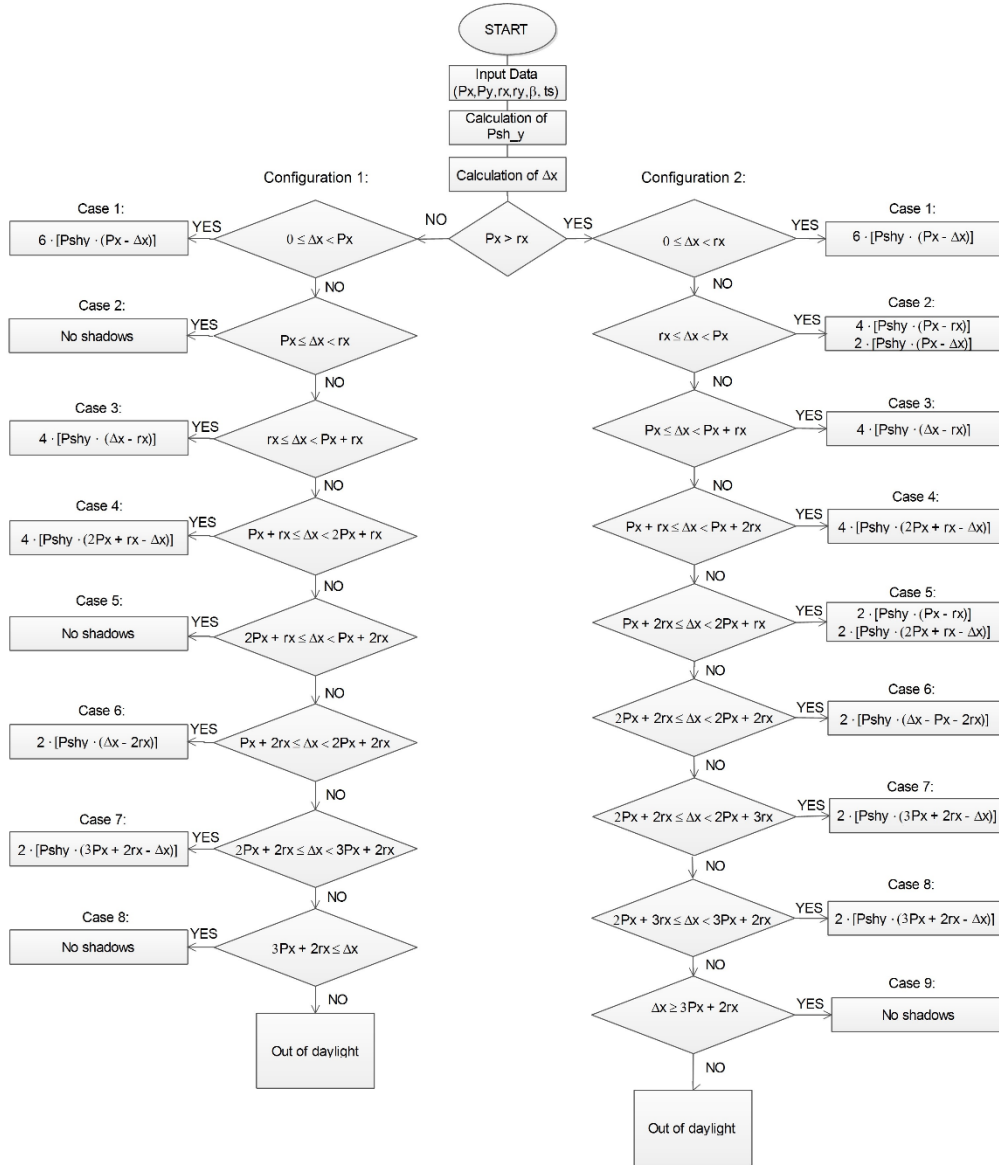 START
Input Data
(Px,Py,rx,ry,β, ts)
Calculation of
Psh_y
Calculation of Δx
Px > rx
NO
YES
Configuration 1:
Case 1:
6 · [Pshy · (Px - Δx)]
YES
0 ≤ Δx < Px
NO
Case 2:
No shadows
YES
Px ≤ Δx < rx
NO
Case 3:
4 · [Pshy · (Δx - rx)]
YES
rx ≤ Δx < Px + rx
NO
Case 4:
4 · [Pshy · (2Px + rx - Δx)]
YES
Px + rx ≤ Δx < 2Px + rx
NO
Case 5:
No shadows
YES
2Px + rx ≤ Δx < Px + 2rx
NO
Case 6:
2 · [Pshy · (Δx - 2rx)]
YES
Px + 2rx ≤ Δx < 2Px + 2rx
NO
Case 7:
2 · [Pshy · (3Px + 2rx - Δx)]
YES
2Px + 2rx ≤ Δx < 3Px + 2rx
NO
Case 8:
No shadows
YES
3Px + 2rx ≤ Δx
NO
Out of daylight
Configuration 2:
Case 1:
0 ≤ Δx < rx
YES
6 · [Pshy · (Px - Δx)]
NO
Case 2:
rx ≤ Δx < Px
YES
4 · [Pshy · (Px - rx)]
2 · [Pshy · (Px - Δx)]
NO
Case 3:
Px ≤ Δx < Px + rx
YES
4 · [Pshy · (Δx - rx)]
NO
Case 4:
Px + rx ≤ Δx < Px + 2rx
YES
4 · [Pshy · (2Px + rx - Δx)]
NO
Case 5:
Px + 2rx ≤ Δx < 2Px + rx
YES
2 · [Pshy · (Px - rx)]
2 · [Pshy · (2Px + rx - Δx)]
NO
Case 6:
2Px + 2rx ≤ Δx < 2Px + 2rx
YES
2 · [Pshy · (Δx - Px - 2rx)]
NO
Case 7:
2Px + 2rx ≤ Δx < 2Px + 3rx
YES
2 · [Pshy · (3Px + 2rx - Δx)]
NO
Case 8:
2Px + 3rx ≤ Δx < 3Px + 2rx
YES
2 · [Pshy · (3Px + 2rx - Δx)]
NO
Case 9:
Δx ≥ 3Px + 2rx
YES
No shadows
NO
Out of daylight